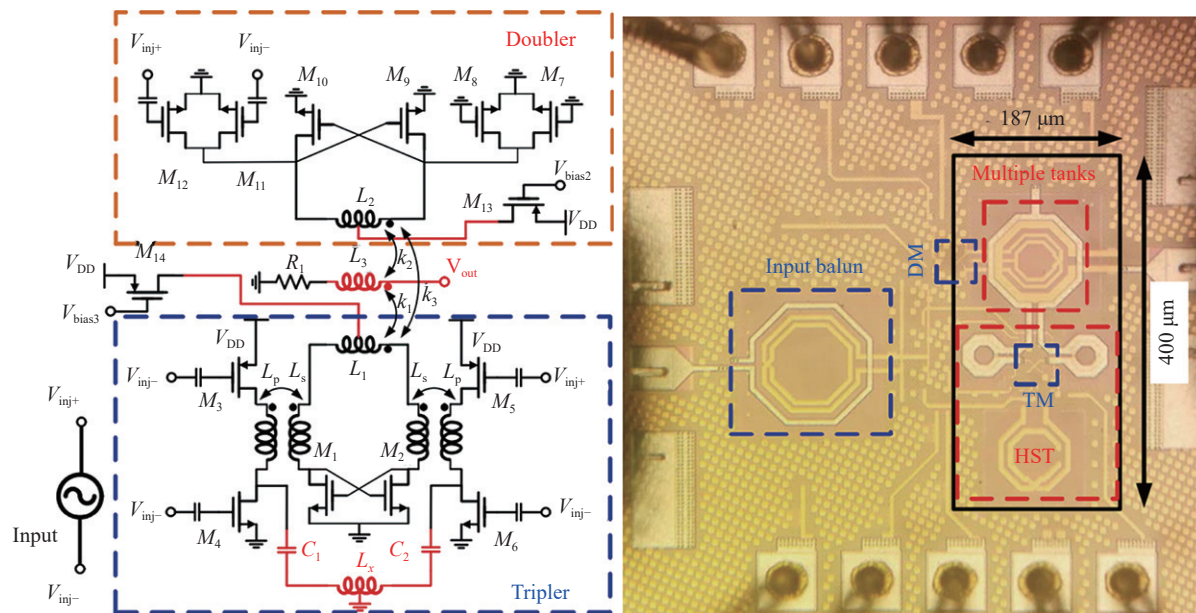 Doubler
Vinj+
Vinj−
M10
M9
M8
M7
M12
M11
Vbias2
L2
M13
VDD
M14
VDD
R1
L3
k2
Vout
k3
k1
Vbias3
L1
VDD
VDD
Vinj−
Lp
Ls
Ls
Lp
Vinj+
M3
M5
Vinj+
M1
M2
Vinj−
Vinj−
Input
M4
C1
C2
M6
Lx
Vinj−
Tripler
187 μm
Multiple tanks
DM
Input balun
400 μm
TM
HST